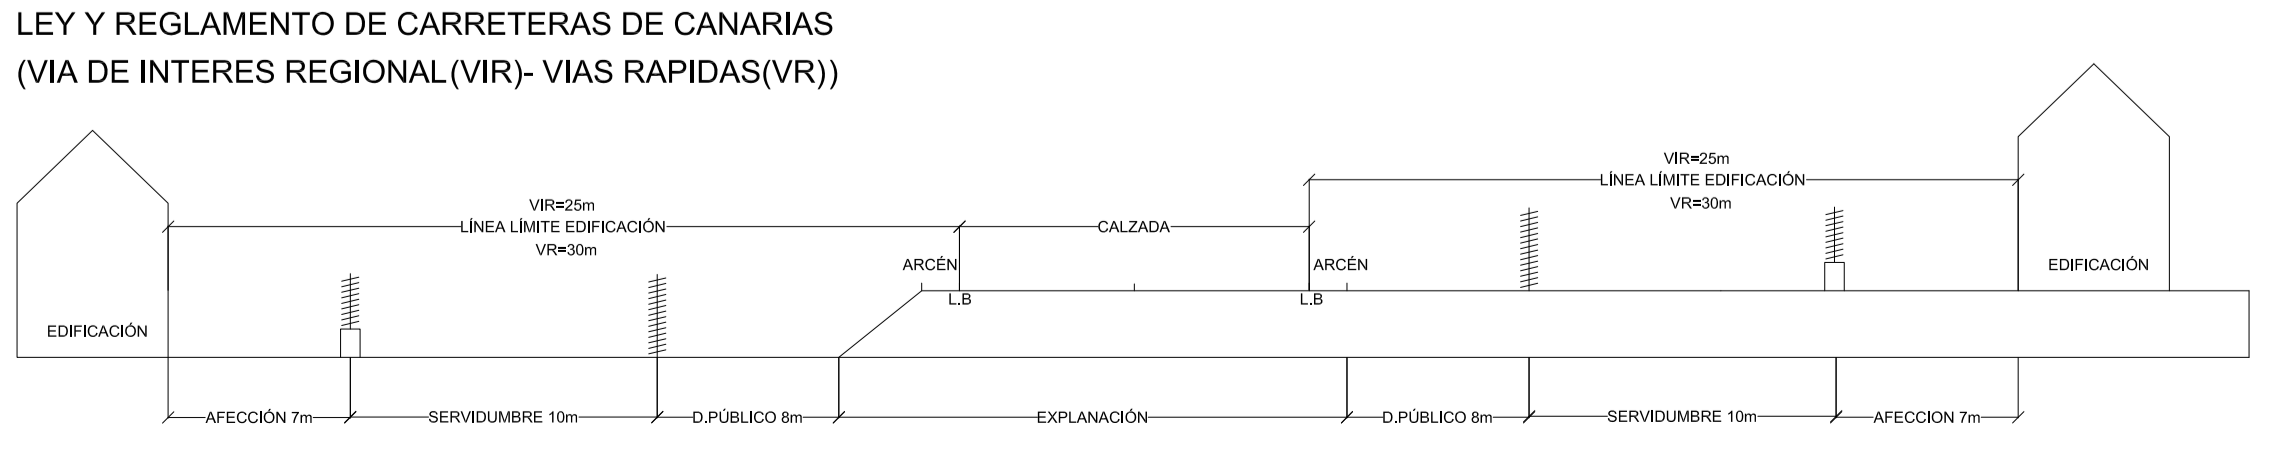 LEY Y REGLAMENTO DE CARRETERAS DE CANARIAS
(VIA DE INTERES REGIONAL(VIR)- VIAS RAPIDAS(VR))
VIR=25m
LÍNEA LÍMITE EDIFICACIÓN
VR=30m
VIR=25m
LÍNEA LÍMITE EDIFICACIÓN
VR=30m
CALZADA
ARCÉN
ARCÉN
L.B
L.B
EDIFICACIÓN
EDIFICACIÓN
AFECCIÓN 7m
SERVIDUMBRE 10m
D.PÚBLICO 8m
EXPLANACIÓN
D.PÚBLICO 8m
SERVIDUMBRE 10m
AFECCION 7m